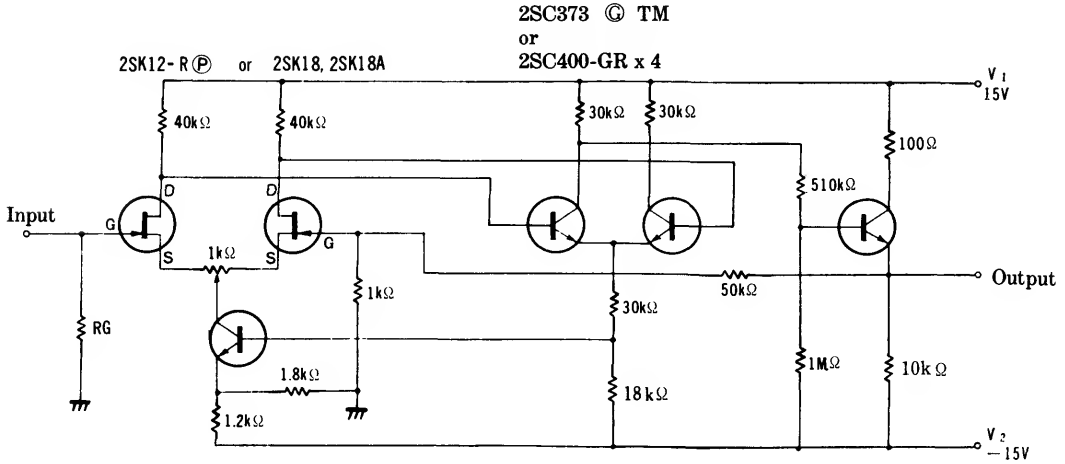 2SC373 Ⓖ TM
or
2SC400-GR x 4
2SK12-RⓅ or 2SK18, 2SK18A
V1
15V
40kΩ
40kΩ
30kΩ
30kΩ
100Ω
510kΩ
D
D
Input
G
G
S
S
1kΩ
1kΩ
50kΩ
Output
30kΩ
RG
1.8kΩ
1MΩ
10kΩ
18kΩ
1.2kΩ
V2
-15V